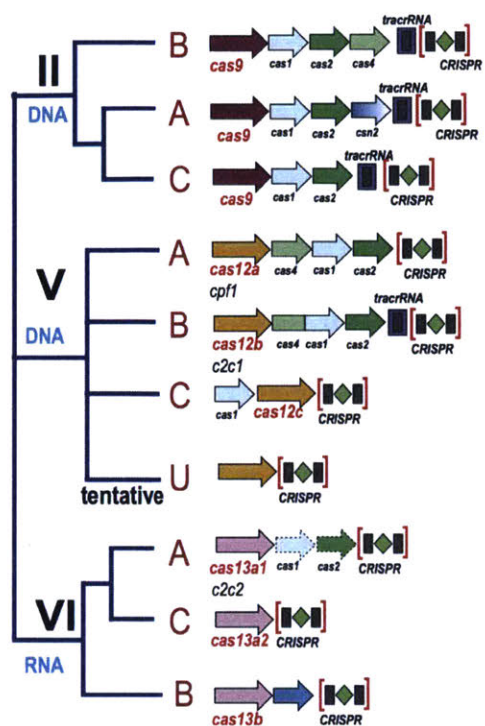 II
DNA
B
cas9
cas1
cas2
cas4
tracrRNA
CRISPR
A
cas9
cas1
cas2
csn2
tracrRNA
CRISPR
C
cas9
cas1
cas2
tracrRNA
CRISPR
V
DNA
A
cas12a
cpf1
cas4
cas1
cas2
CRISPR
B
cas12b
c2c1
cas4
cas1
cas2
tracrRNA
CRISPR
C
cas1
cas12c
CRISPR
tentative
U
CRISPR
VI
RNA
A
cas13a1
c2c2
cas1
cas2
CRISPR
C
cas13a2
CRISPR
B
cas13b
CRISPR